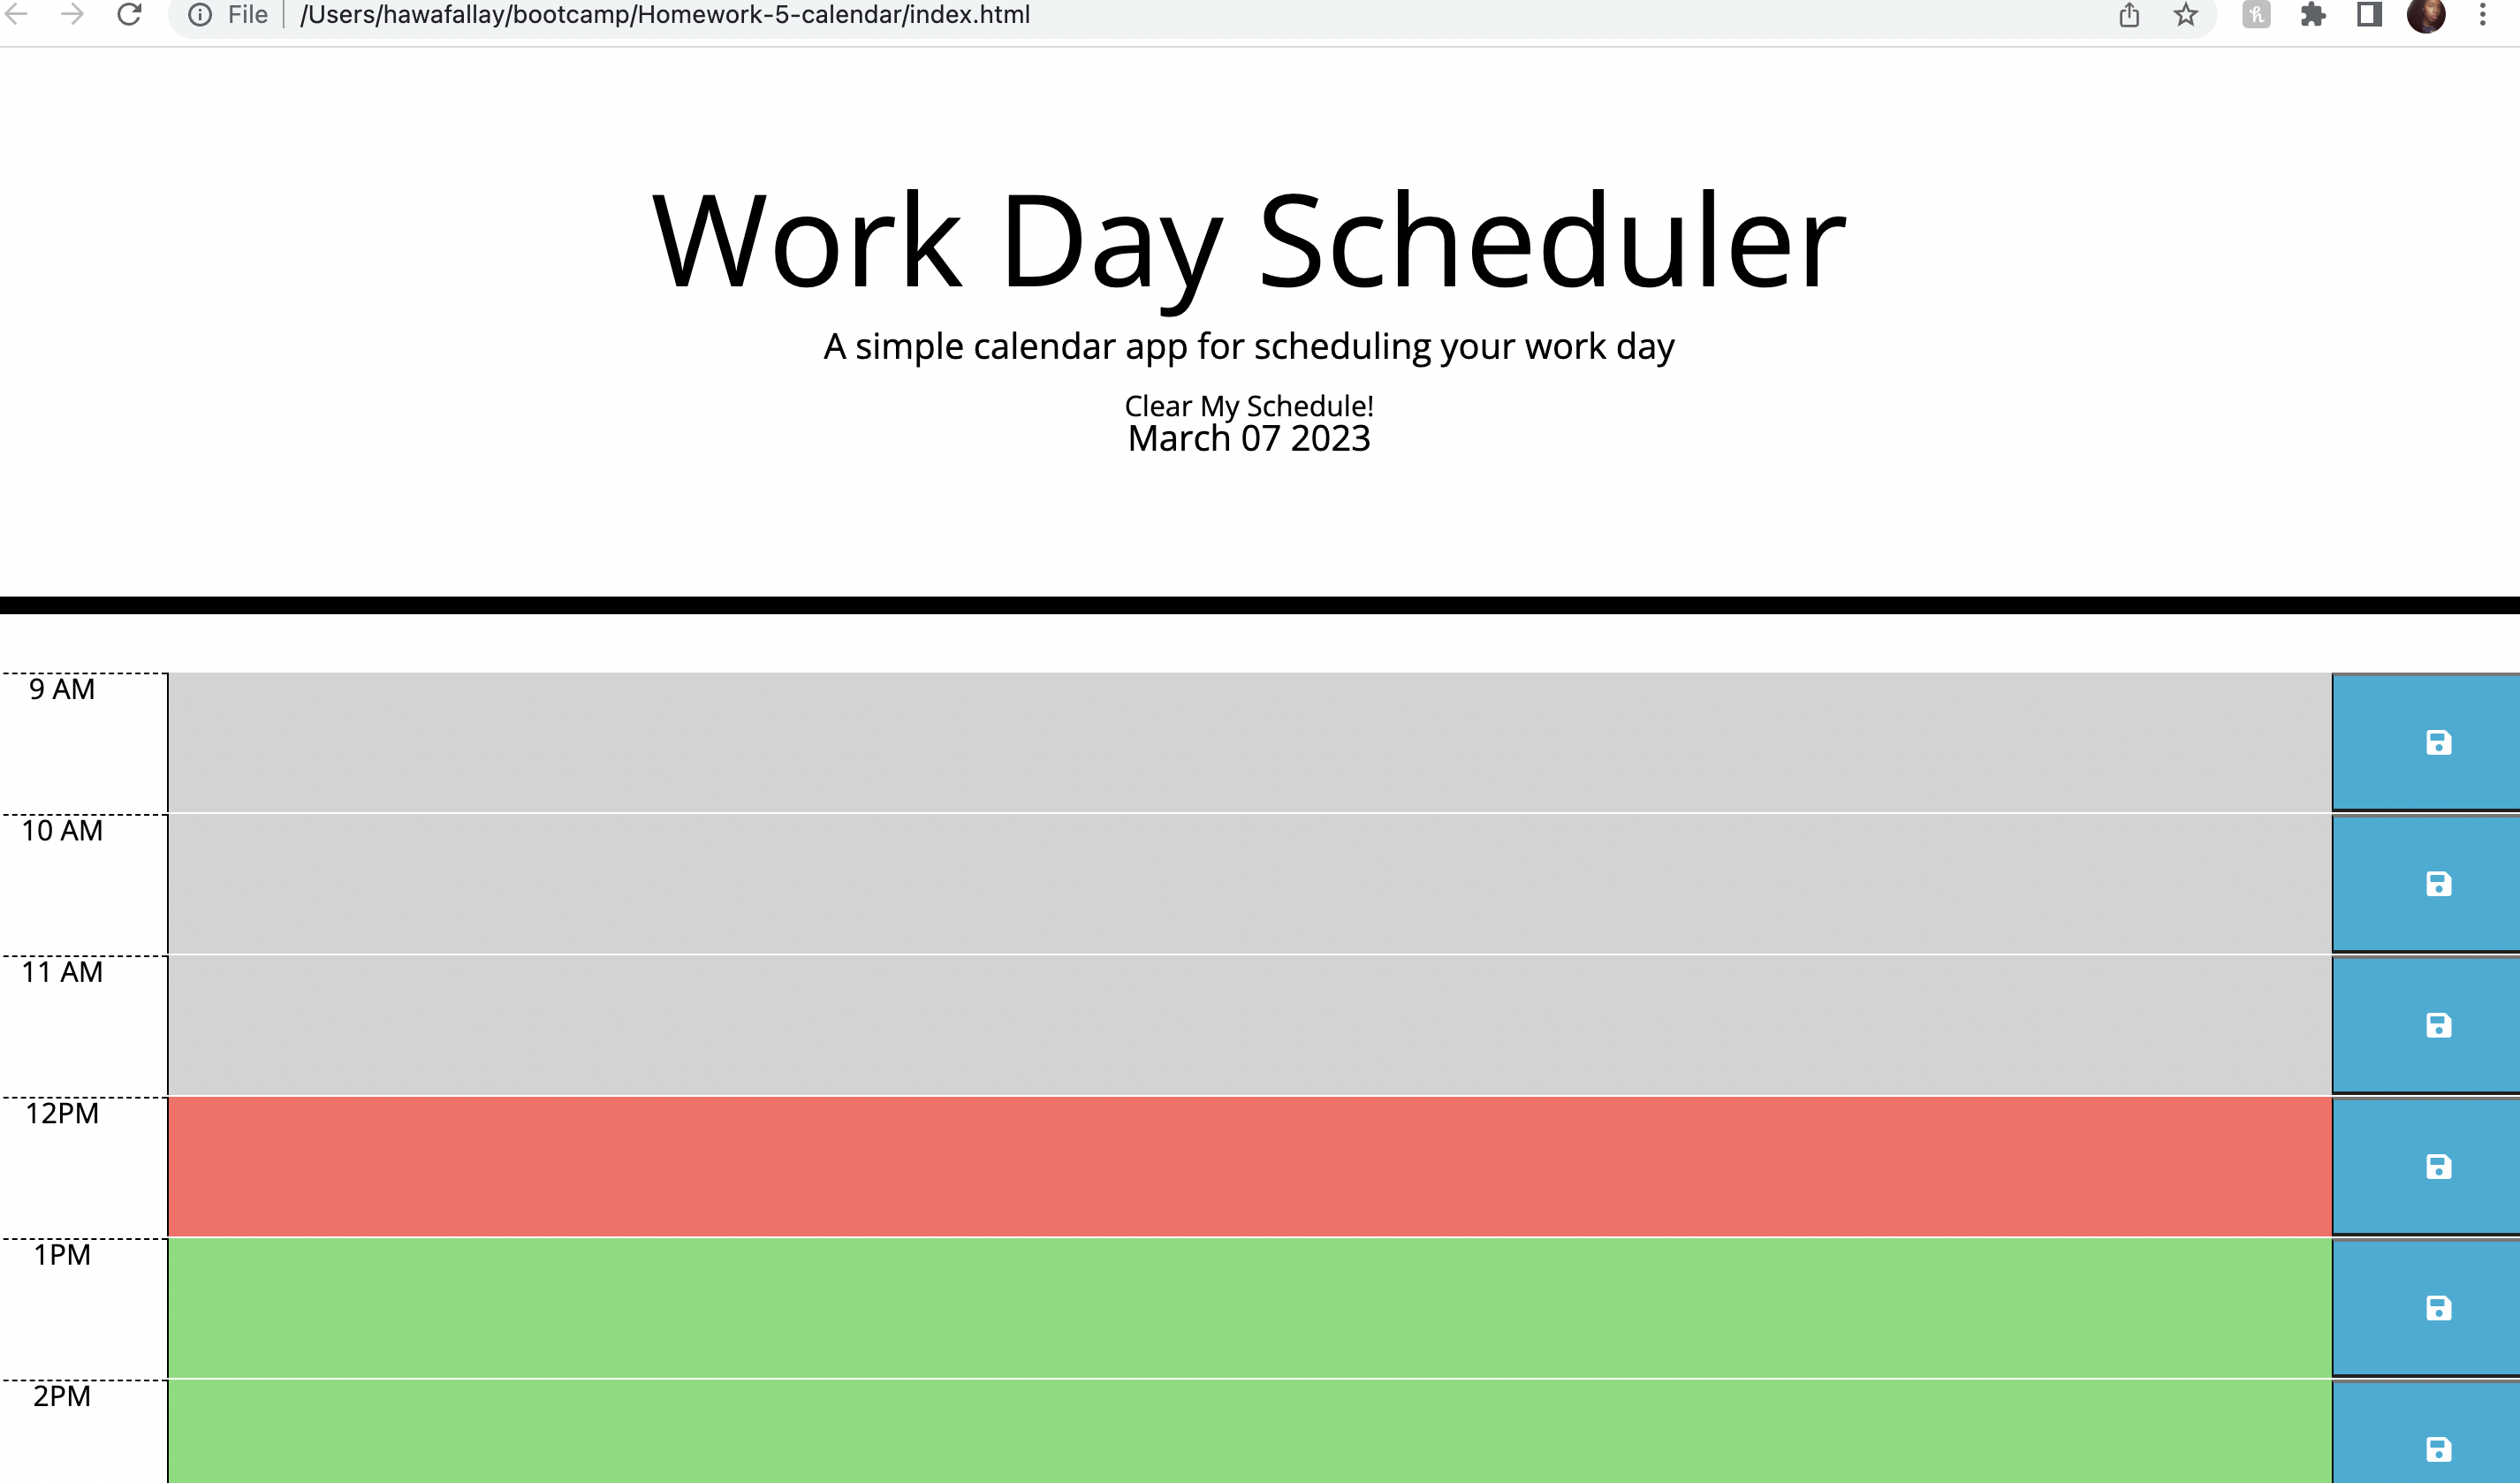 File /Users/hawafallay/bootcamp/Homework-5-calendar/index.html
Work Day Scheduler
A simple calendar app for scheduling your work day
Clear My Schedule!
March 07 2023
9 AM
10 AM
11 AM
12PM
1PM
2PM